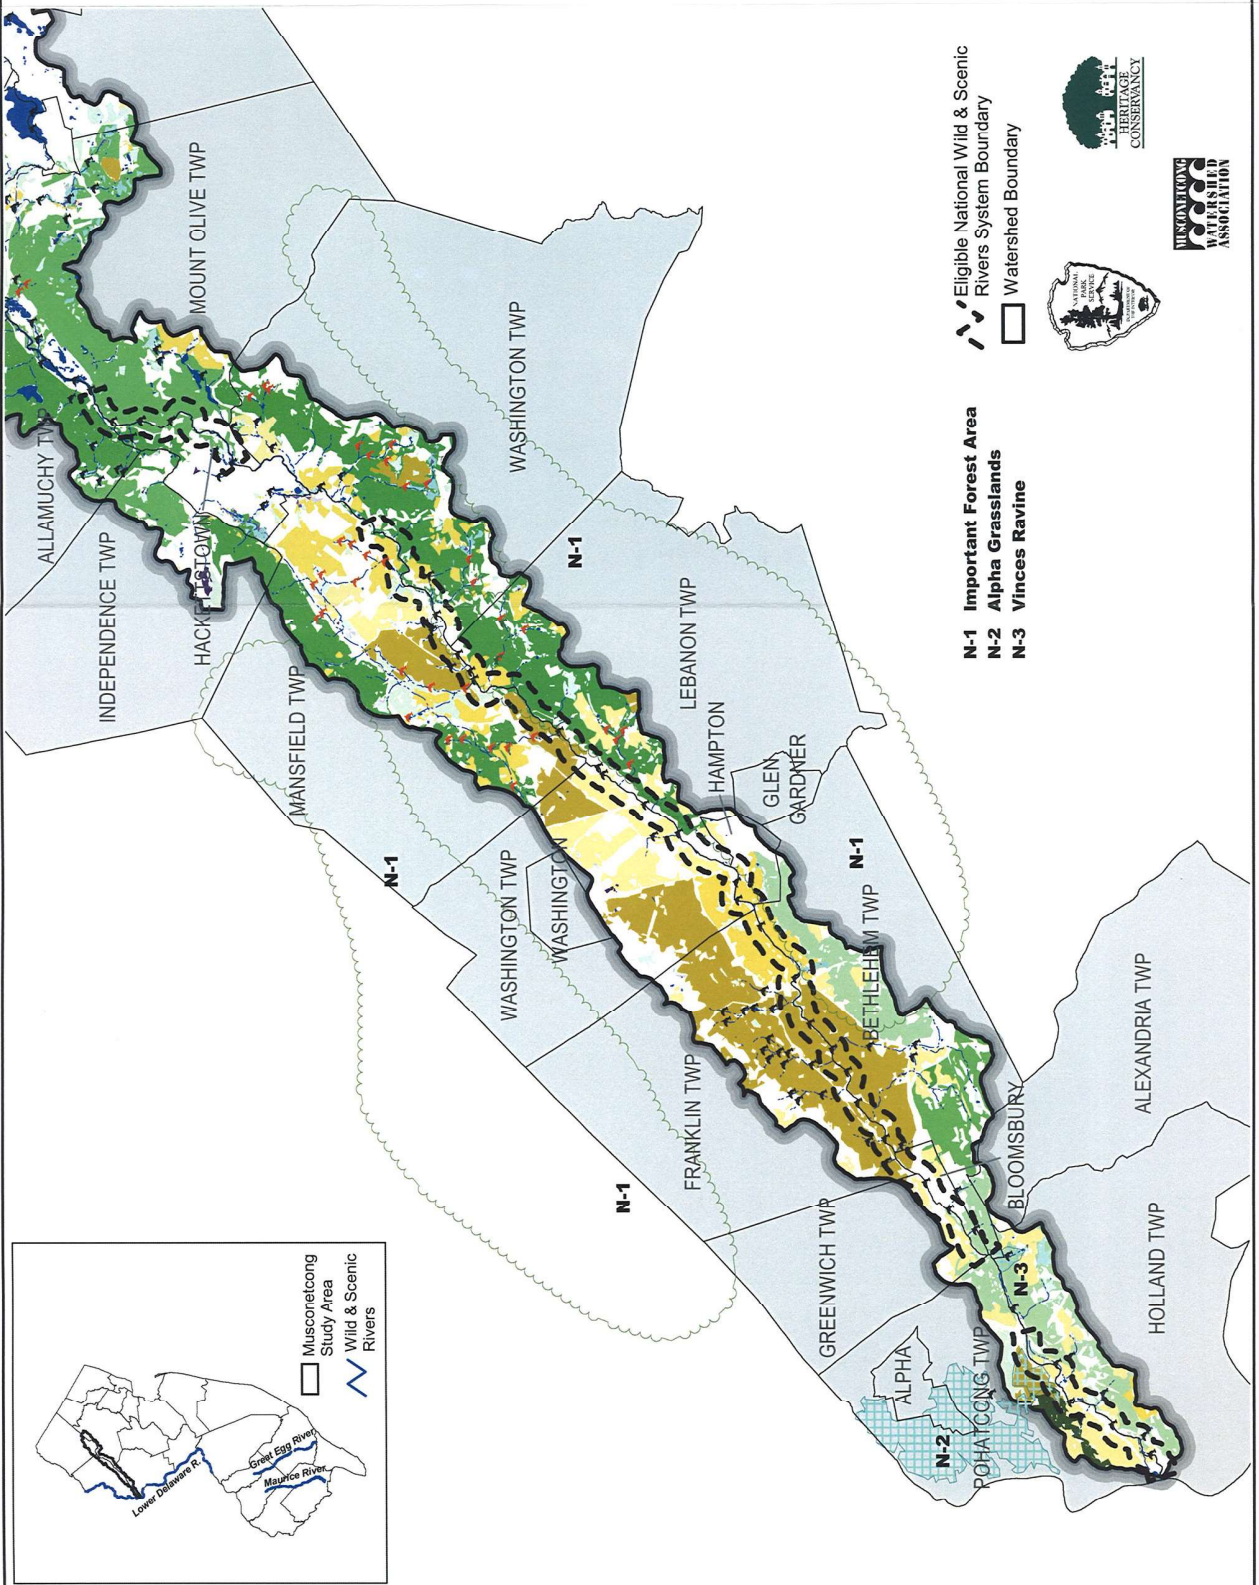 MOUNT OLIVE TWP
ALLAMUCHY TWP
INDEPENDENCE TWP
HACKETTSTOWN
WASHINGTON TWP
MANSFIELD TWP
N-1
LEBANON TWP
HAMPTON
GLEN
GARDNER
N-1
WASHINGTON TWP
WASHINGTON
N-1
BETHLEHEM TWP
FRANKLIN TWP
N-1
BLOOMSBURY
ALEXANDRIA TWP
GREENWICH TWP
N-3
HOLLAND TWP
ALPHA
POHATCONG TWP
N-2
Eligible National Wild & Scenic
Rivers System Boundary
Watershed Boundary
N-1 Important Forest Area
N-2 Alpha Grasslands
N-3 Vinces Ravine
HERITAGE
CONSERVANCY
NATIONAL
PARK
SERVICE
MUSCONETCONG
WATERSHED
ASSOCIATION
Musconetcong
Study Area
Wild & Scenic
Rivers
Lower Delaware R.
Great Egg River
Maurice River